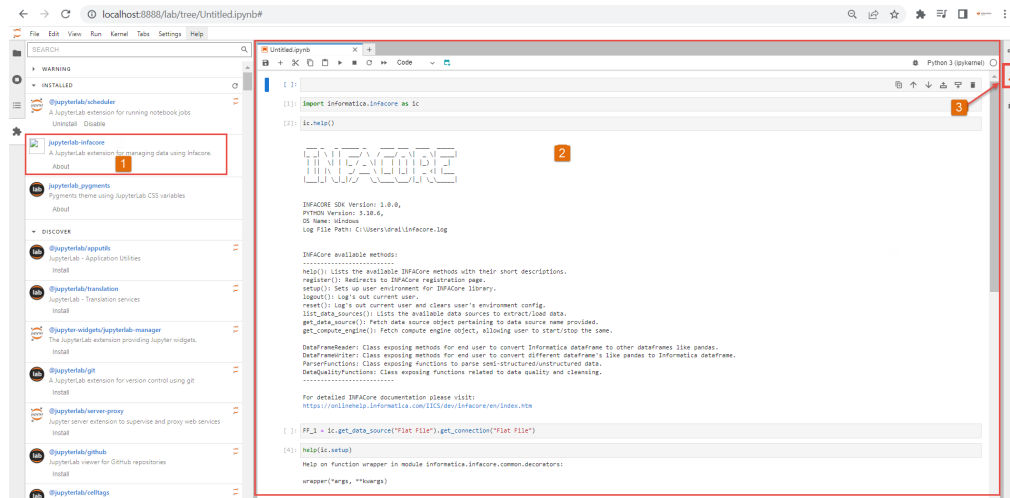 localhost:8888/lab/tree/Untitled.ipynb#
File Edit View Run Kernel Tabs Settings Help
SEARCH
WARNING
INSTALLED
@jupyterlab/scheduler
A JupyterLab extension for running notebook jobs
Uninstall Disable
jupyterlab-infacore
A JupyterLab extension for managing data using Infacore.
About
1
lab
jupyterlab_pygments
Pygments theme using JupyterLab CSS variables
About
DISCOVER
lab
@jupyterlab/apputils
JupyterLab - Application Utilities
Install
lab
@jupyterlab/translation
JupyterLab - Translation services
Install
@jupyter-widgets/jupyterlab-manager
The JupyterLab extension providing Jupyter widgets.
Install
lab
@jupyterlab/git
A JupyterLab extension for version control using git
Install
@jupyterlab/server-proxy
Jupyter server extension to supervise and proxy web services
Install
lab
@jupyterlab/github
JupyterLab viewer for GitHub repositories
Install
lab
@jupyterlab/celltags
Untitled.ipynb
Code
Python 3 (ipykernel)
3
[ ]:
[1]: import informatica.infacore as ic
[2]: ic.help()
2
INFACORE
INFACORE SDK Version: 1.0.0,
PYTHON Version: 3.10.6,
OS Name: Windows
Log File Path: C:\Users\drai\infacore.log
INFACore available methods:
-------------------------
help(): Lists the available INFACore methods with their short descriptions.
register(): Redirects to INFACore registration page.
setup(): Sets up user environment for INFACore library.
logout(): Log's out current user.
reset(): Log's out current user and clears user's environment config.
list_data_sources(): Lists the available data sources to extract/load data.
get_data_source(): Fetch data source object pertaining to data source name provided.
get_compute_engine(): Fetch compute engine object, allowing user to start/stop the same.
DataFrameReader: Class exposing methods for end user to convert Informatica dataframe to other dataframes like pandas.
DataFrameWriter: Class exposing methods for end user to convert different dataframe's like pandas to Informatica dataframe.
ParserFunctions: Class exposing functions to parse semi-structured/unstructured data.
DataQualityFunctions: Class exposing functions related to data quality and cleansing.
-------------------------
For detailed INFACore documentation please visit:
https://onlinehelp.informatica.com/IICS/dev/infacore/en/index.htm
[ ]: FF_1 = ic.get_data_source("Flat File").get_connection("Flat File")
[4]: help(ic.setup)
Help on function wrapper in module informatica.infacore.common.decorators:
wrapper(*args, **kwargs)